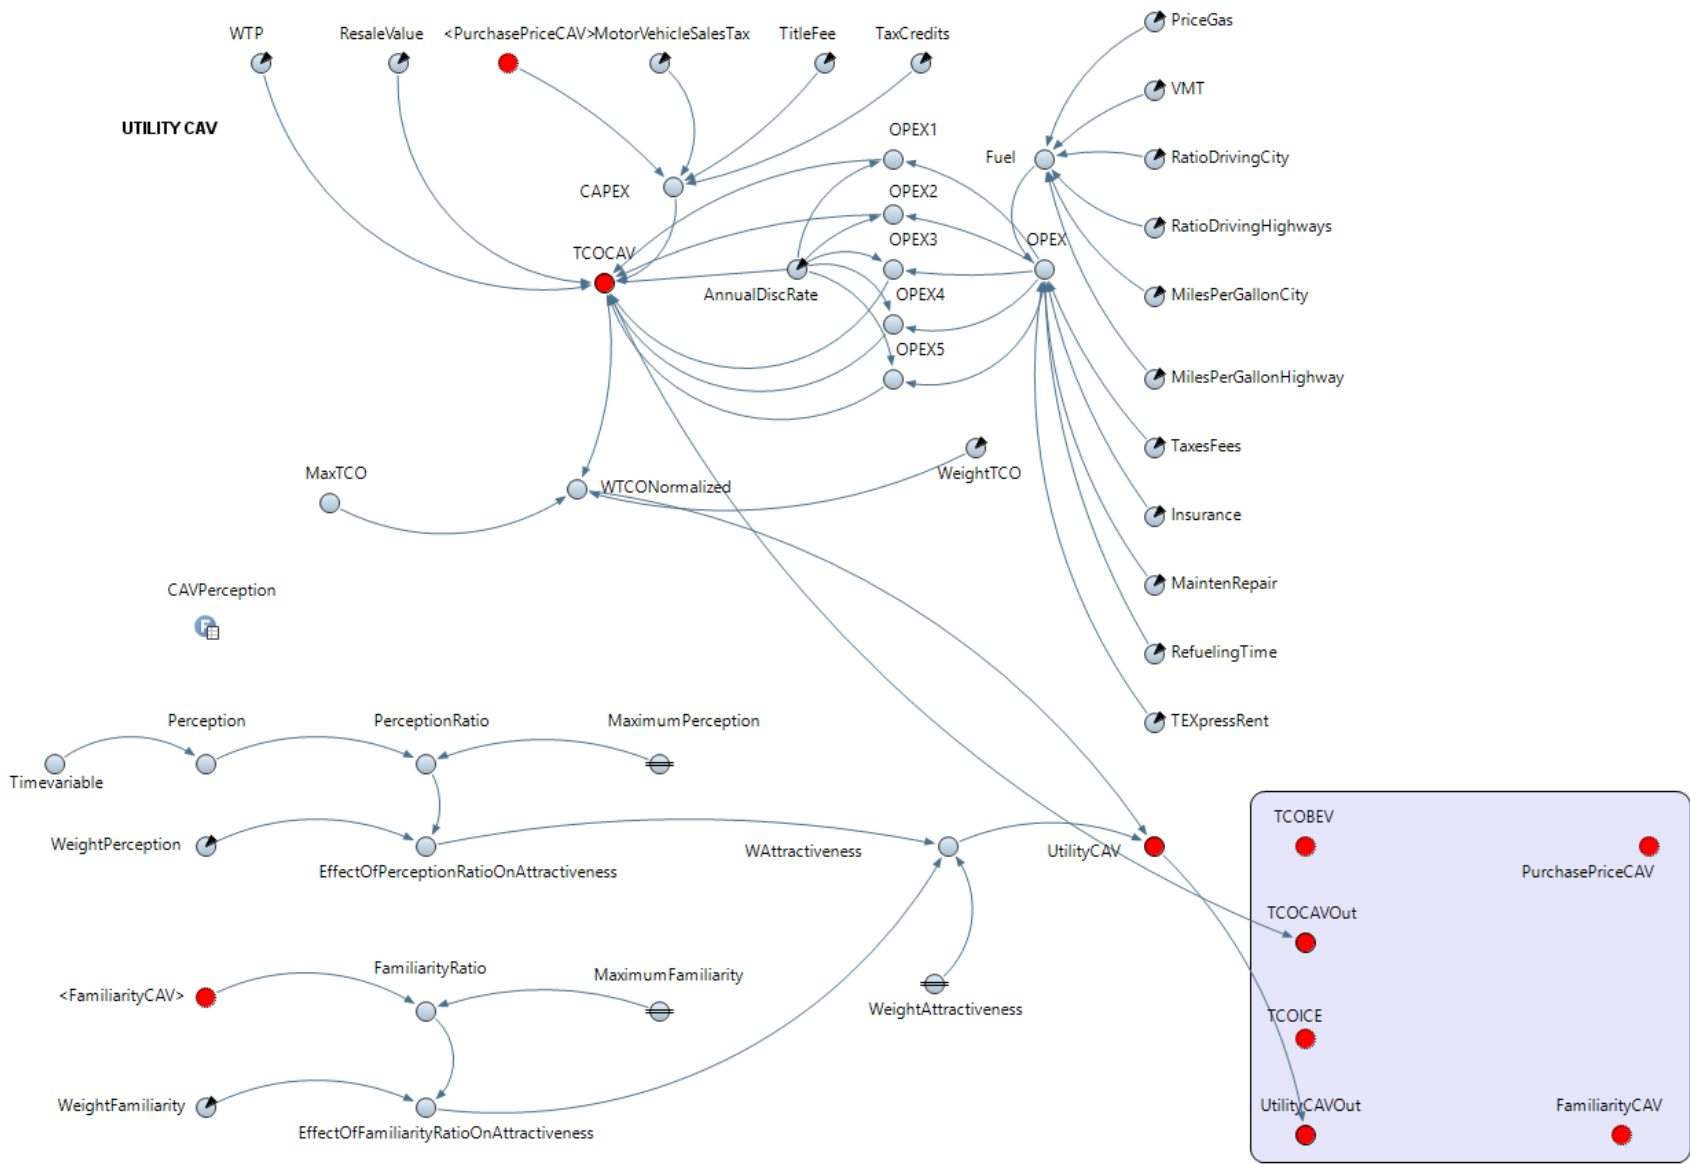 WTP
ResaleValue
<PurchasePriceCAV>
MotorVehicleSalesTax
TitleFee
TaxCredits
PriceGas
VMT
UTILITY CAV
OPEX1
Fuel
RatioDrivingCity
CAPEX
OPEX2
RatioDrivingHighways
OPEX3
OPEX
TCOCAV
AnnualDiscRate
OPEX4
MilesPerGallonCity
OPEX5
MilesPerGallonHighway
TaxesFees
MaxTCO
WTCONormalized
WeightTCO
Insurance
CAVPerception
F
MaintenRepair
RefuelingTime
Perception
PerceptionRatio
MaximumPerception
TEXpressRent
Timevariable
TCOBEV
WeightPerception
WAttractiveness
UtilityCAV
EffectOfPerceptionRatioOnAttractiveness
PurchasePriceCAV
TCOCAVOut
FamiliarityRatio
MaximumFamiliarity
<FamiliarityCAV>
WeightAttractiveness
TCOICE
WeightFamiliarity
UtilityCAVOut
FamiliarityCAV
EffectOfFamiliarityRatioOnAttractiveness